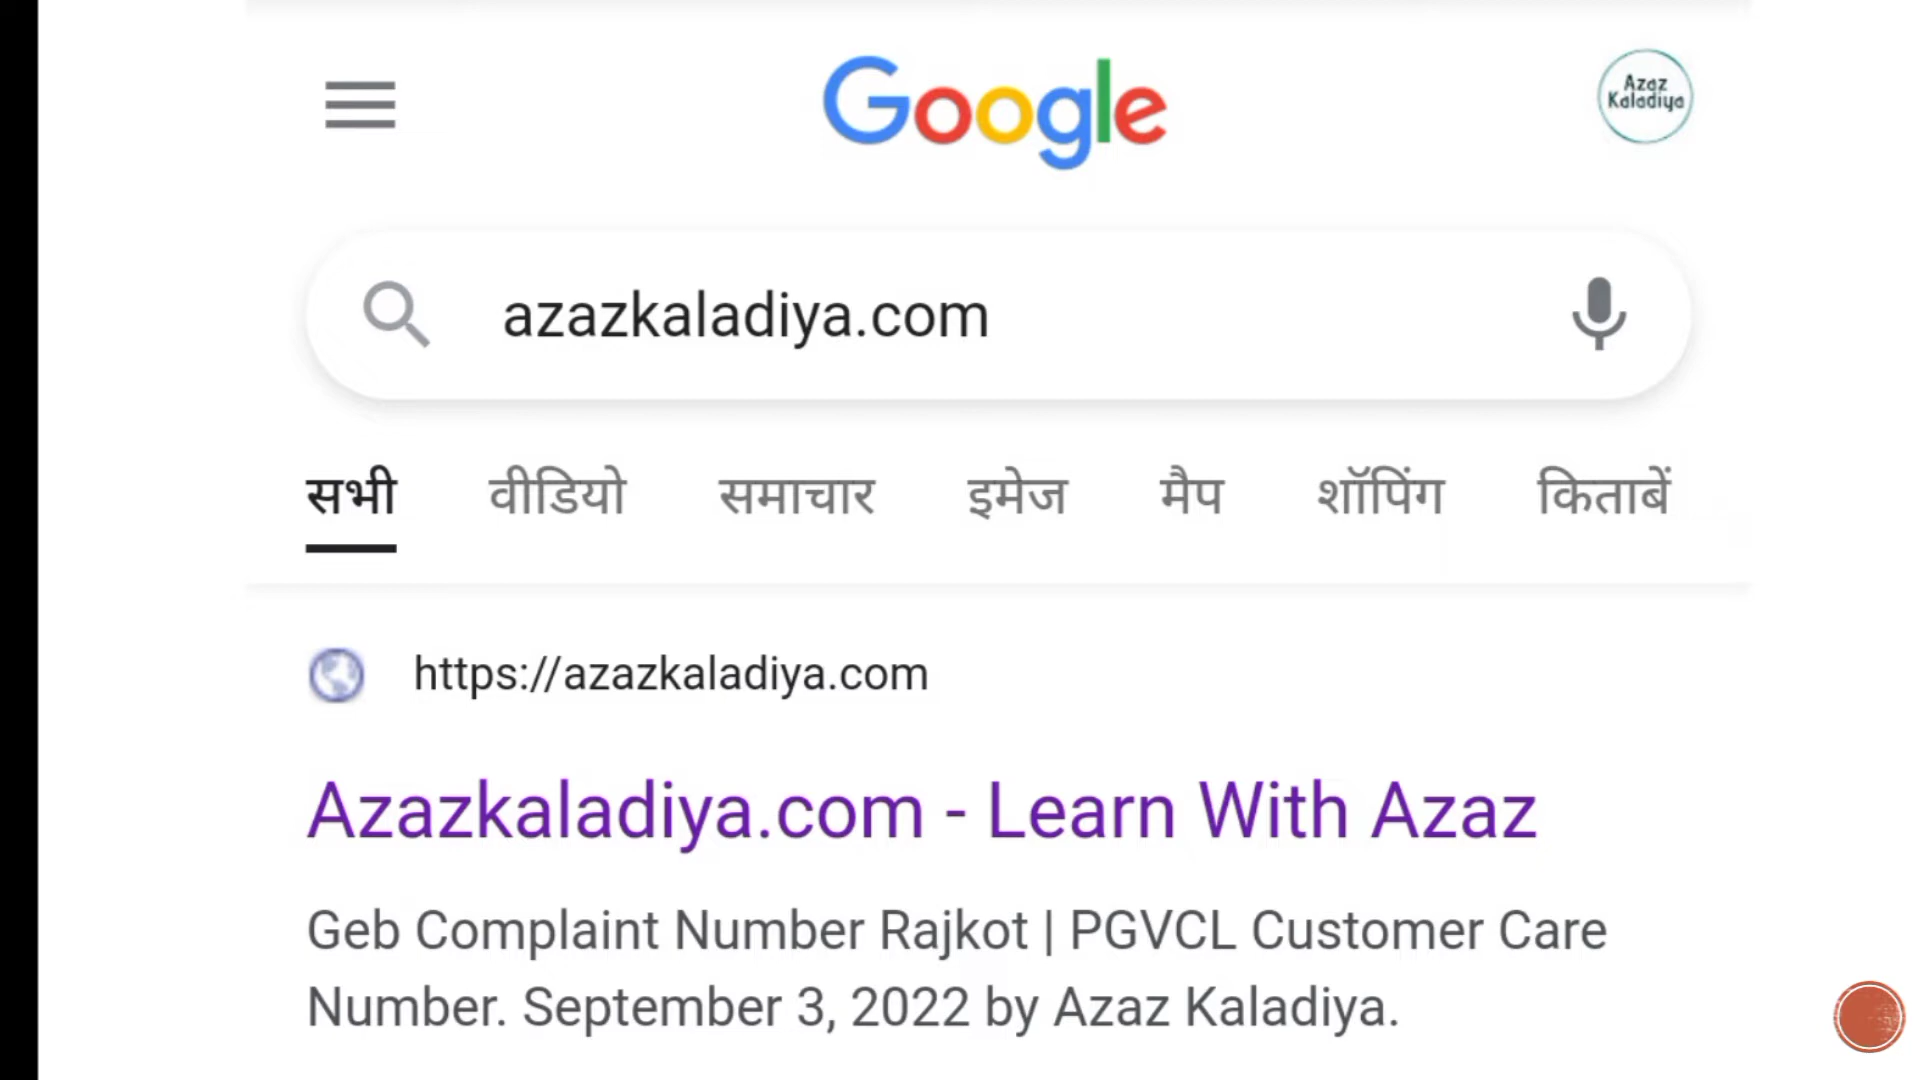 Google
Azaz
Kaladiya
azazkaladiya.com
सभी वीडियो समाचार इमेज मैप शॉपिंग किताबें
https://azazkaladiya.com
Azazkaladiya.com - Learn With Azaz
Geb Complaint Number Rajkot | PGVCL Customer Care
Number. September 3, 2022 by Azaz Kaladiya.